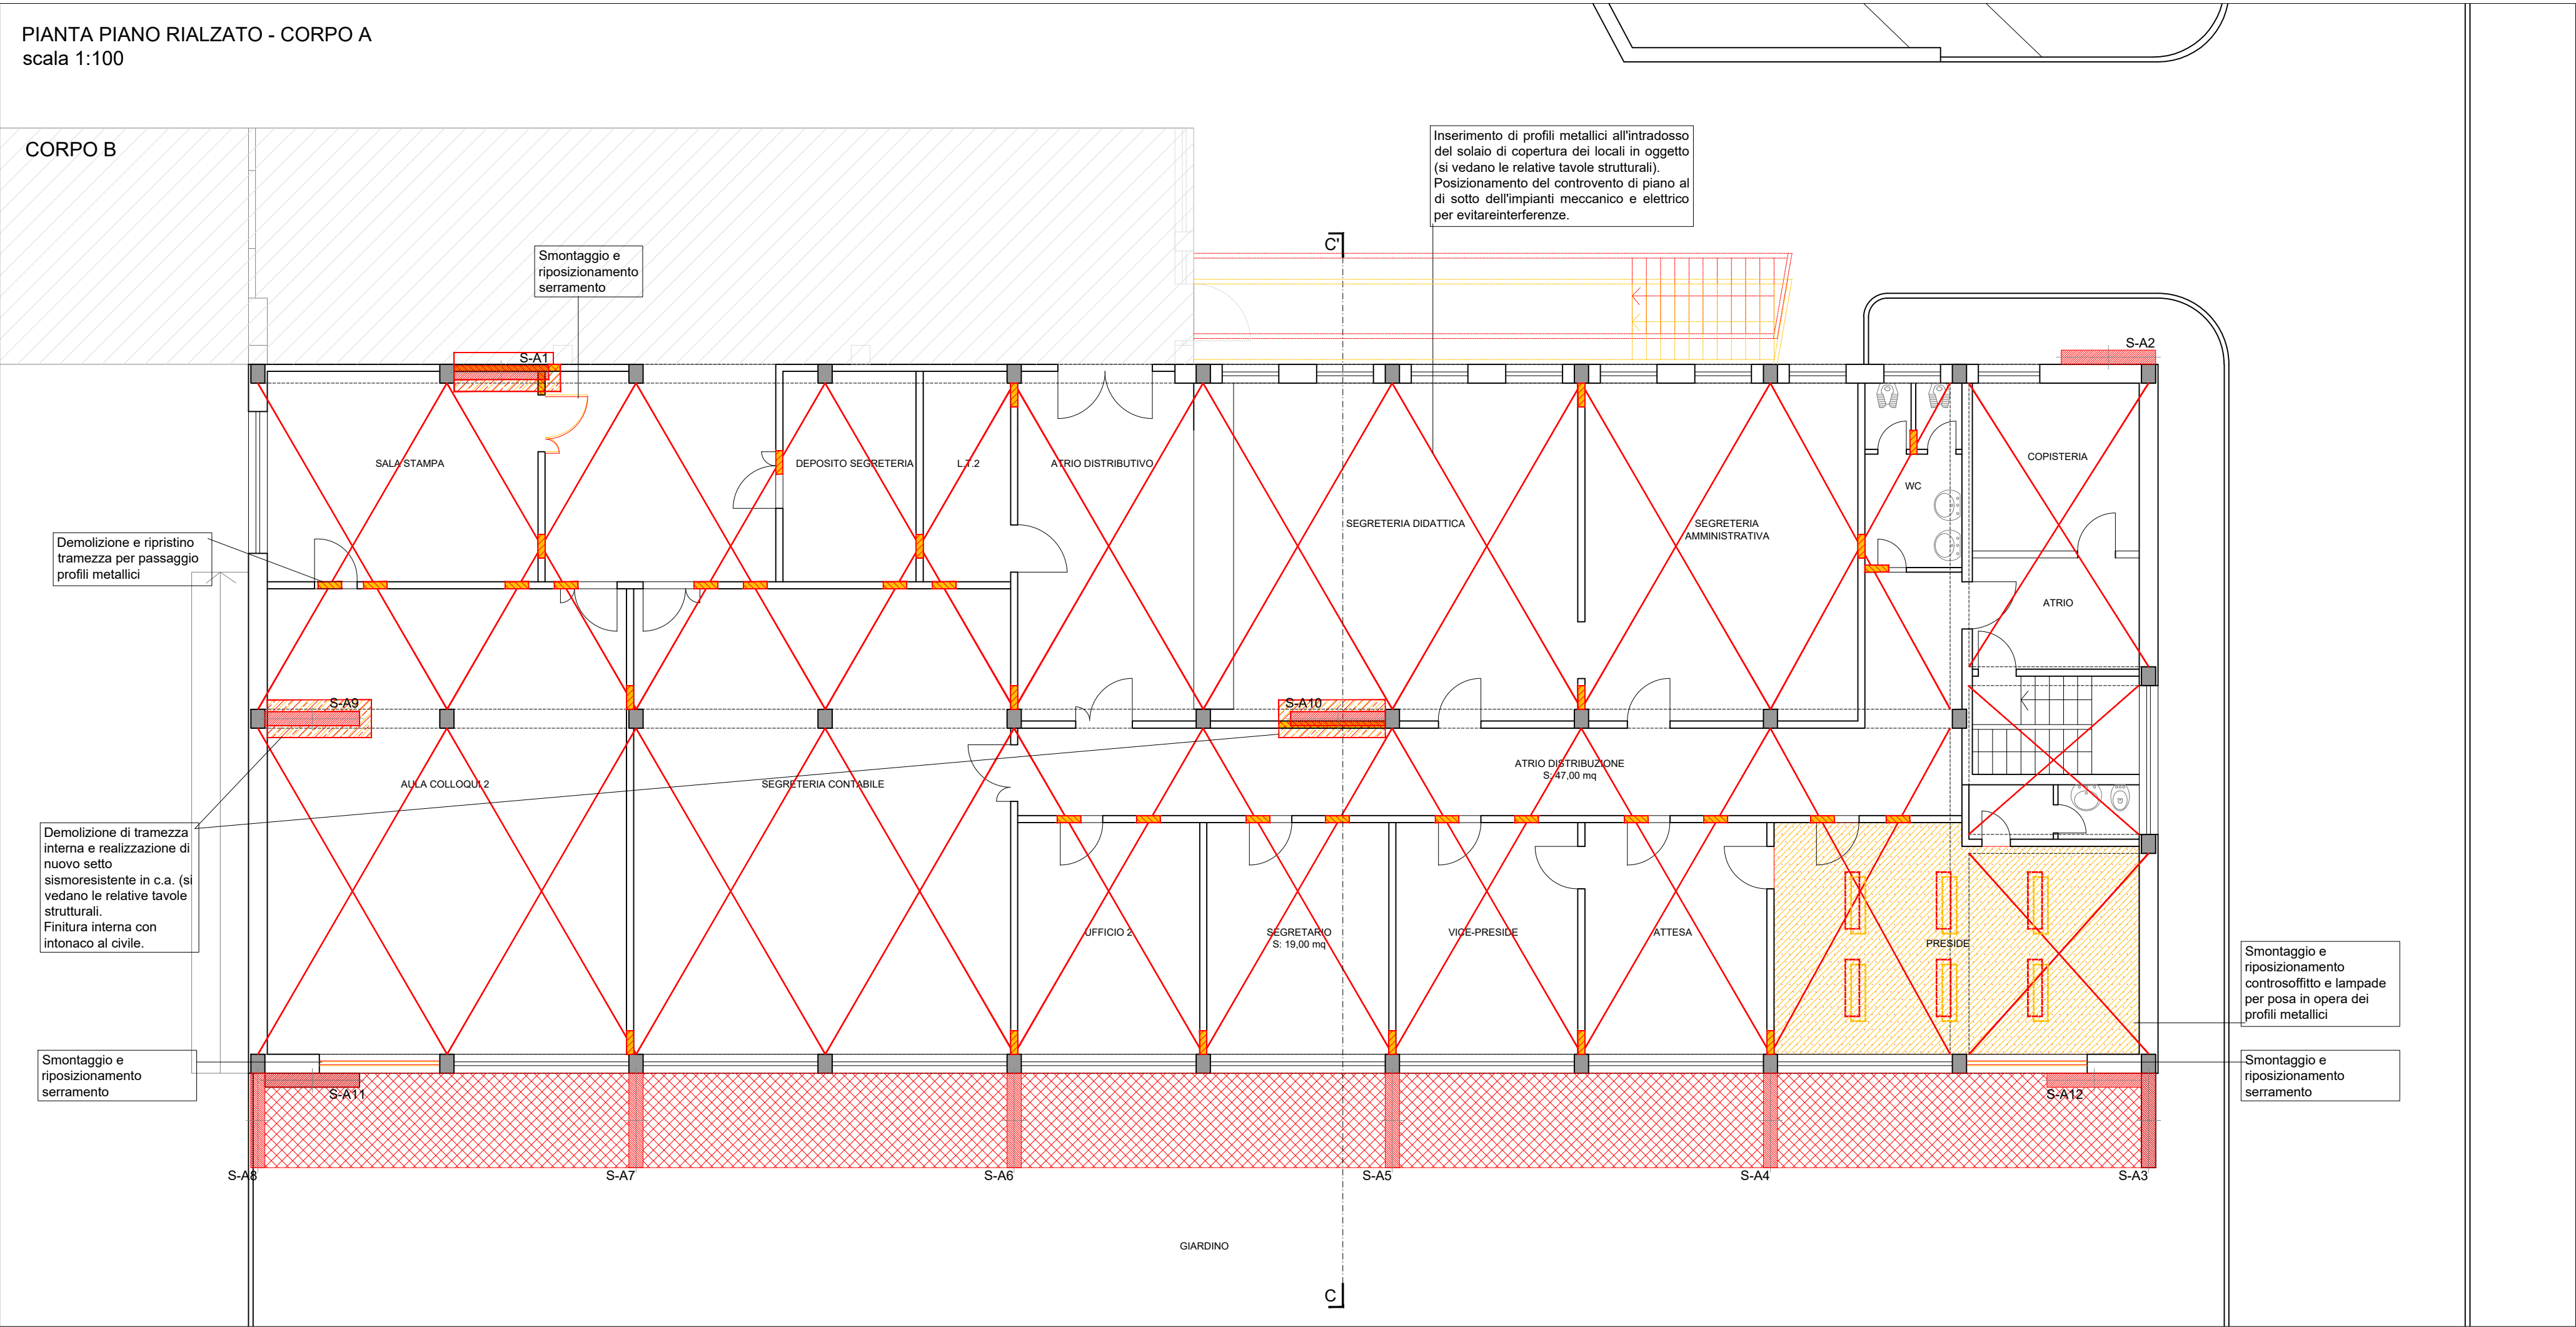 PIANTA PIANO RIALZATO - CORPO A
scala 1:100
CORPO B
Inserimento di profili metallici all'intradosso
del solaio di copertura dei locali in oggetto
(si vedano le relative tavole strutturali).
Posizionamento del controvento di piano al
di sotto dell'impianti meccanico e elettrico
per evitareinterferenze.
C'
Smontaggio e
riposizionamento
serramento
S-A1
S-A2
SALA STAMPA
DEPOSITO SEGRETERIA
L.T.2
ATRIO DISTRIBUTIVO
COPISTERIA
WC
SEGRETERIA DIDATTICA
SEGRETERIA
AMMINISTRATIVA
Demolizione e ripristino
tramezza per passaggio
profili metallici
ATRIO
S-A9
S-A10
ATRIO DISTRIBUZIONE
S: 47,00 mq
AULA COLLOQUI 2
SEGRETERIA CONTABILE
Demolizione di tramezza
interna e realizzazione di
nuovo setto
sismoresistente in c.a. (si
vedano le relative tavole
strutturali.
Finitura interna con
intonaco al civile.
UFFICIO 2
SEGRETARIO
S: 19,00 mq
VICE-PRESIDE
ATTESA
PRESIDE
Smontaggio e
riposizionamento
controsoffitto e lampade
per posa in opera dei
profili metallici
Smontaggio e
riposizionamento
serramento
Smontaggio e
riposizionamento
serramento
S-A11
S-A12
S-A8
S-A7
S-A6
S-A5
S-A4
S-A3
GIARDINO
C